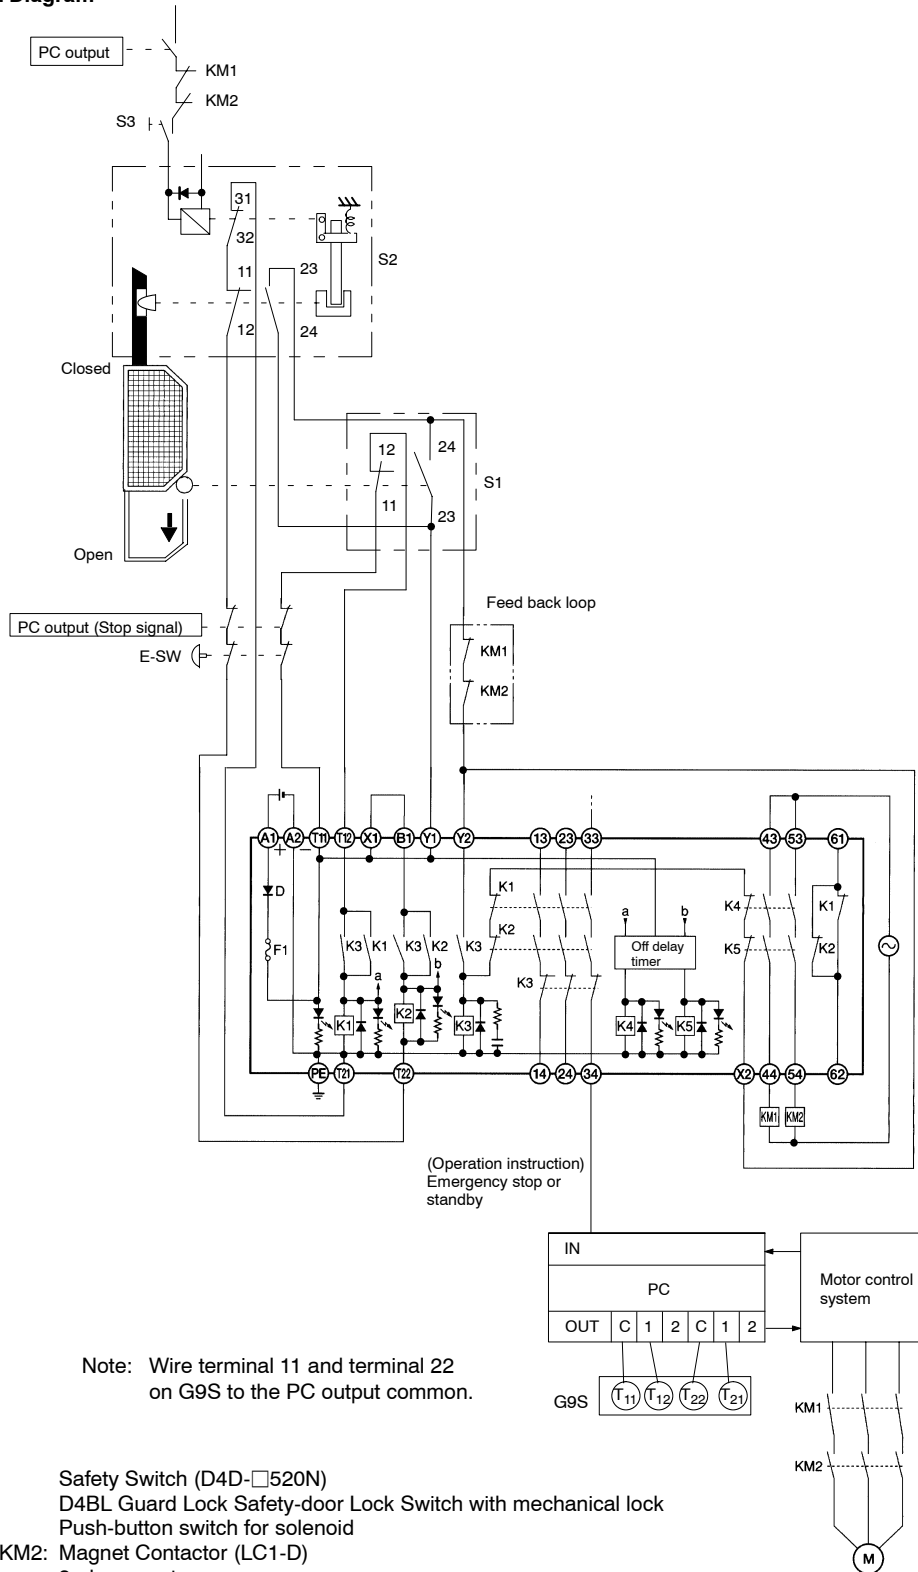 Diagram
PC output
KM1
KM2
S3
31
32
S2
11
23
12
24
Closed
12
24
S1
11
23
Open
Feed back loop
PC output (Stop signal)
KM1
E-SW
KM2
A1 A2 T11 T12 X1 B1 Y1 Y2 13 23 33 43 53 61
+ −
D
K1
K4
K1
a
b
F1
K3 K1
K3 K2
K3
K2
Off delay
timer
K5
K2
a
b
K3
K1
K2
K3
K4
K5
PE T21 T22 14 24 34 X2 44 54 62
KM1 KM2
(Operation instruction)
Emergency stop or
standby
IN
PC
Motor control
system
OUT C 1 2 C 1 2
Note: Wire terminal 11 and terminal 22
on G9S to the PC output common.
G9S T11 T12 T22 T21
KM1
KM2
M
Safety Switch (D4D-□520N)
D4BL Guard Lock Safety-door Lock Switch with mechanical lock
Push-button switch for solenoid
KM2: Magnet Contactor (LC1-D)